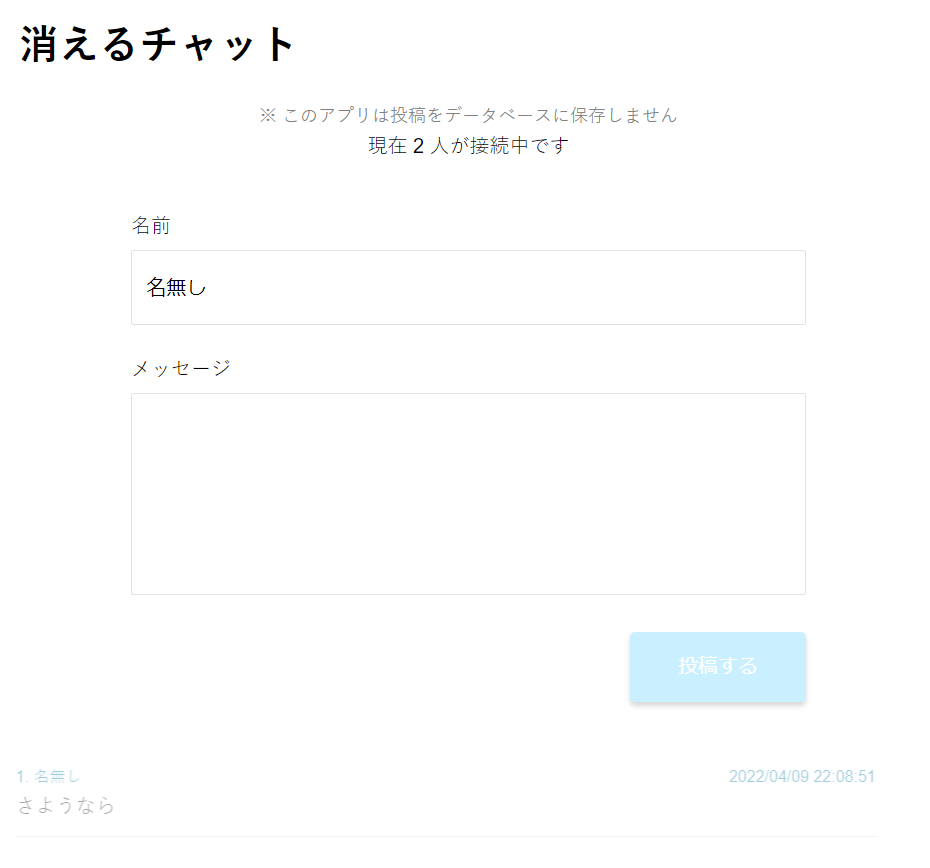 消えるチャット
※ このアプリは投稿をデータベースに保存しません
現在 2 人が接続中です
名前
名無し
メッセージ
投稿する
1. 名無し 2022/04/09 22:08:51
さようなら